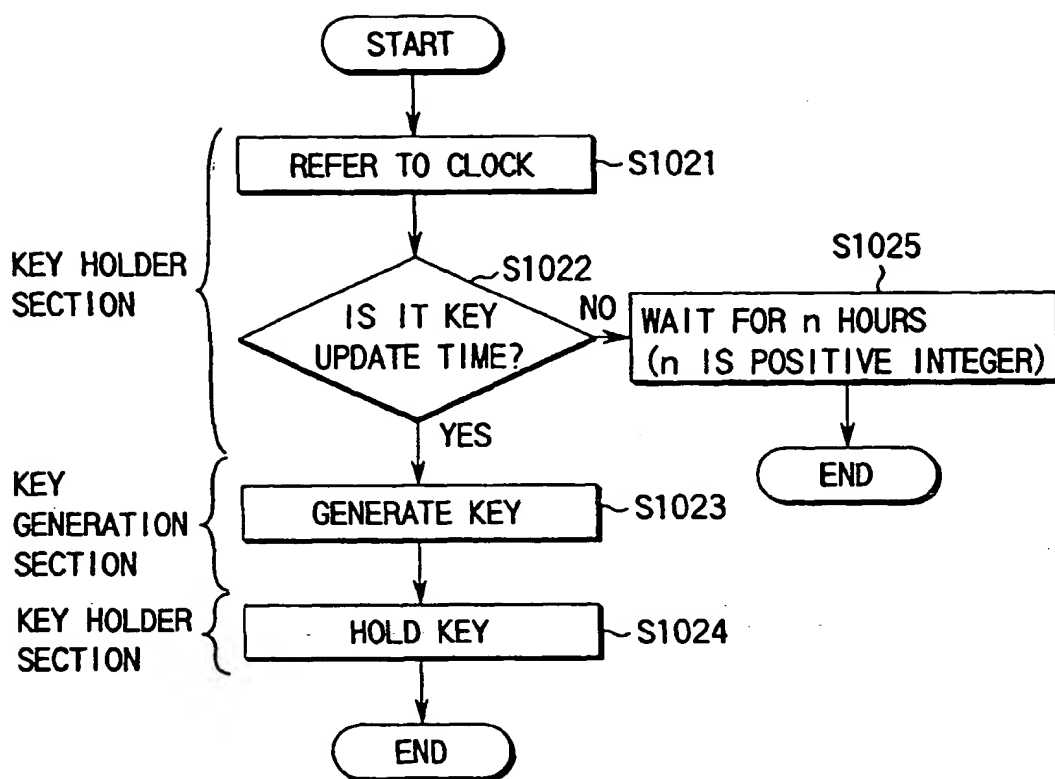 START
REFER TO CLOCK
S1021
KEY HOLDER
SECTION
S1022
IS IT KEY
UPDATE TIME?
NO
S1025
WAIT FOR n HOURS
(n IS POSITIVE INTEGER)
END
YES
KEY
GENERATION
SECTION
GENERATE KEY
S1023
KEY HOLDER
SECTION
HOLD KEY
S1024
END